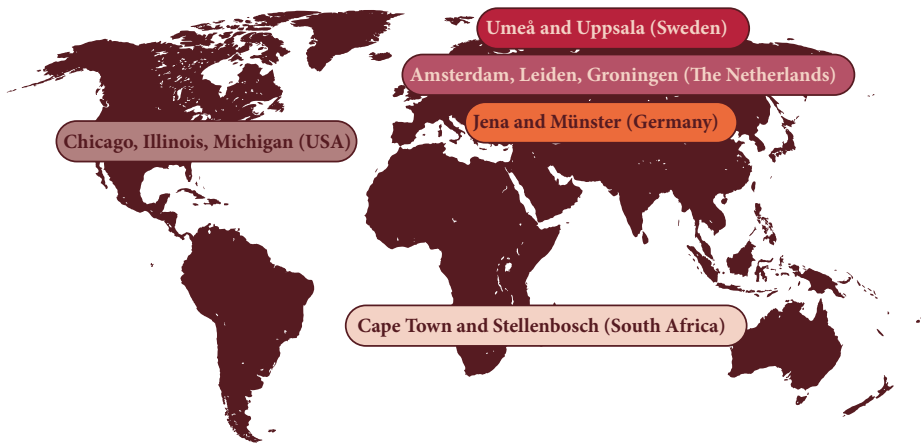 Umeå and Uppsala (Sweden)
Amsterdam, Leiden, Groningen (The Netherlands)
Jena and Münster (Germany)
Chicago, Illinois, Michigan (USA)
Cape Town and Stellenbosch (South Africa)